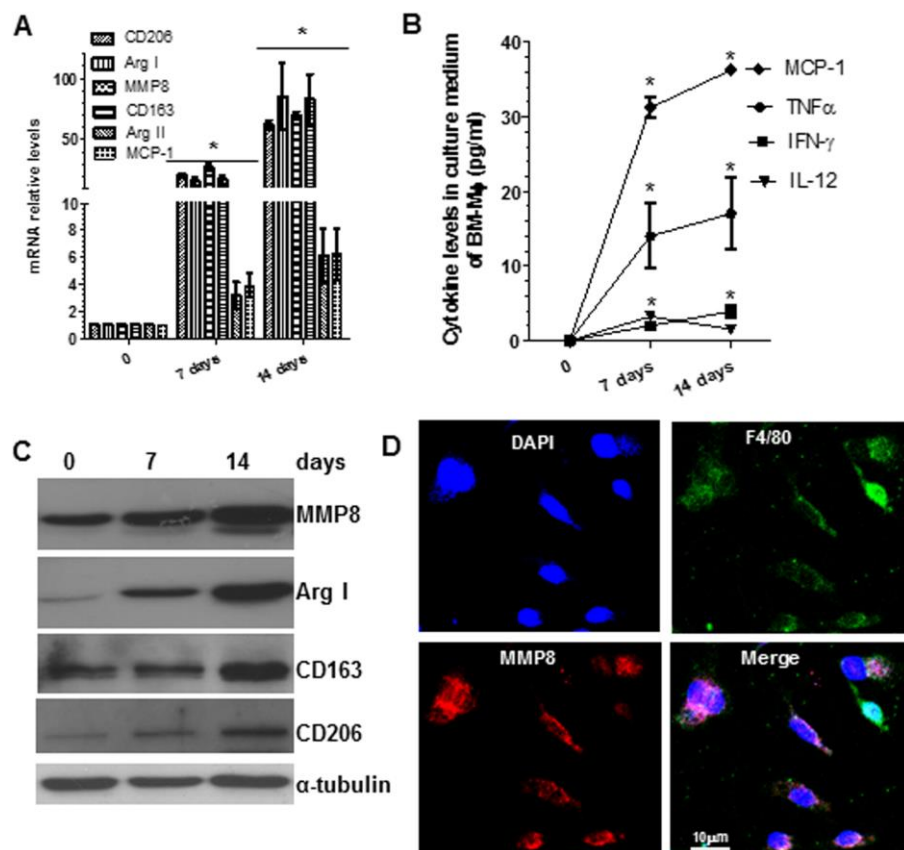 A
CD206
Arg I
MMP8
CD163
Arg II
MCP-1
*
*
100
50
10
8
6
4
2
0
mRNA relative levels
0
7 days
14 days
B
Cytokine levels in culture medium
of BM-Mϕ (pg/ml)
40
30
20
10
0
*
*
*
*
*
*
MCP-1
TNFα
IFN-γ
IL-12
0
7 days
14 days
C
0 7 14 days
MMP8
Arg I
CD163
CD206
α-tubulin
D
DAPI
F4/80
MMP8
Merge
10µm